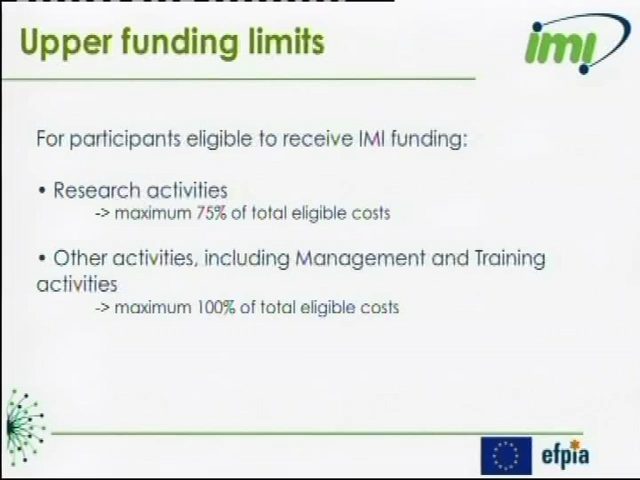 Upper funding limits
imi
For participants eligible to receive IMI funding:
• Research activities
-> maximum 75% of total eligible costs
• Other activities, including Management and Training
activities
-> maximum 100% of total eligible costs
efpia